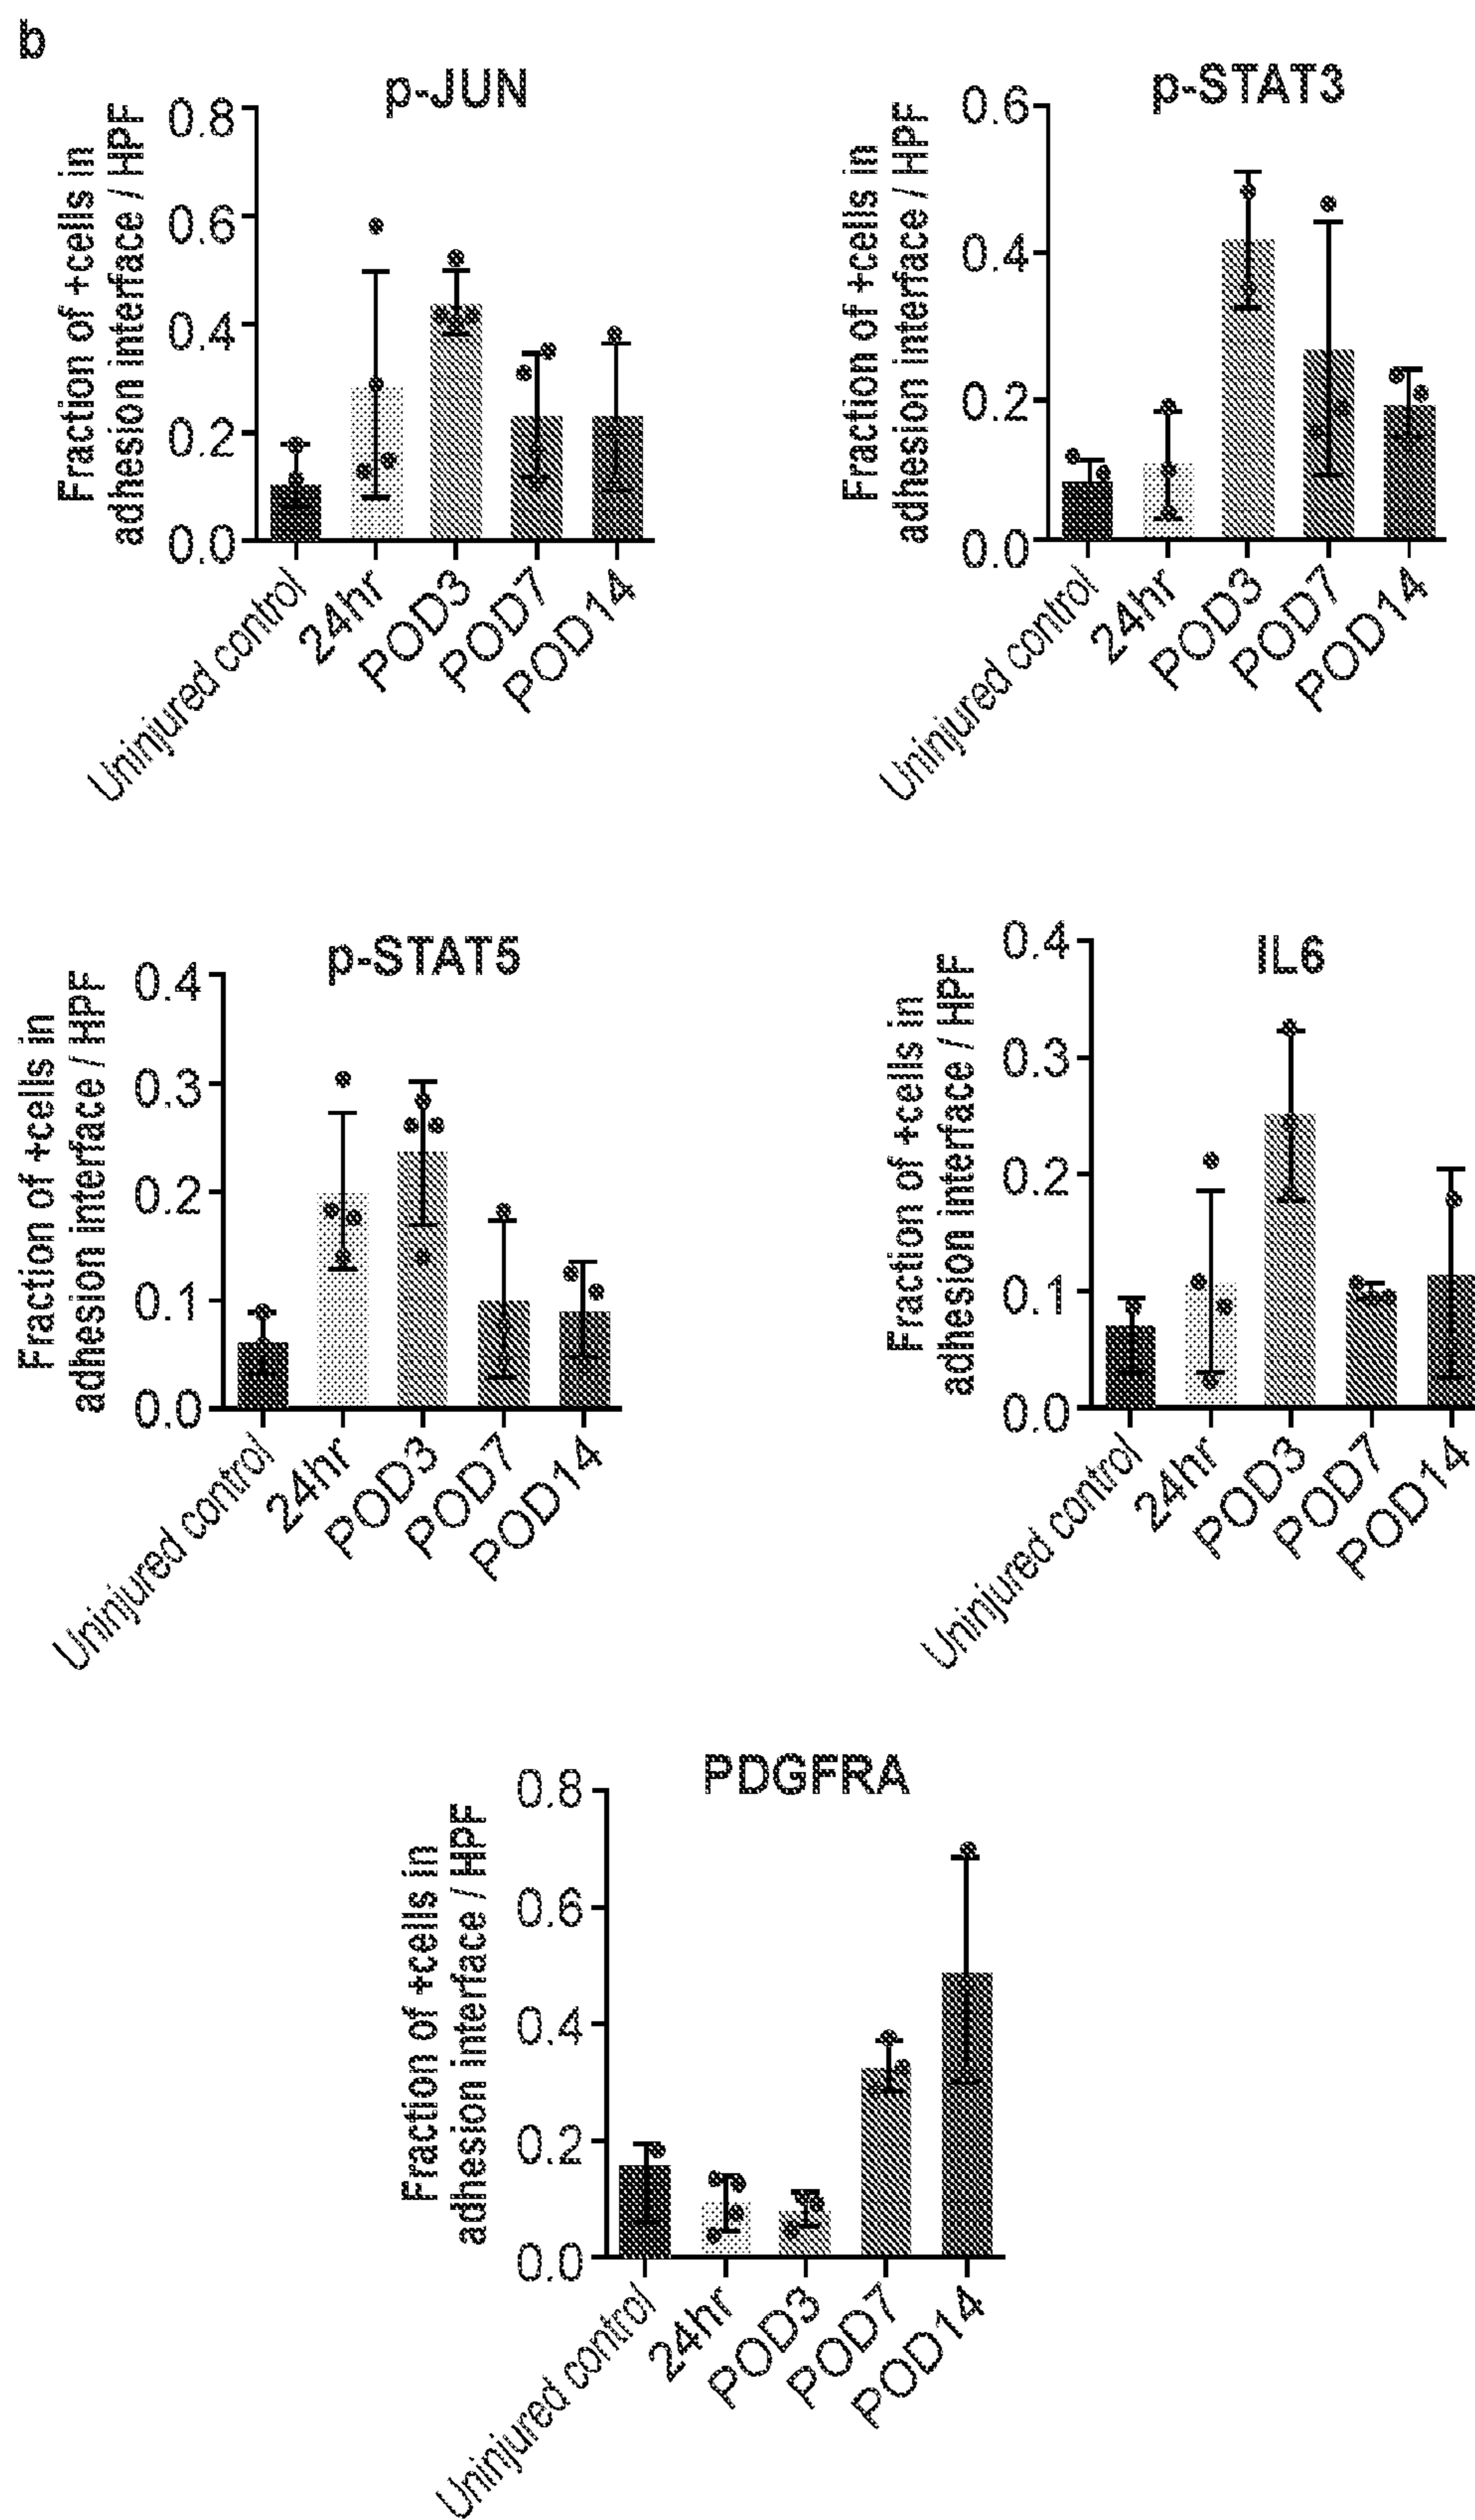 b
p-JUN
Fraction of +cells in
adhesion interface / HPF
0.8
0.6
0.4
0.2
0.0
Uninjured control
24hr
POD3
POD7
POD14
p-STAT3
Fraction of +cells in
adhesion interface / HPF
0.6
0.4
0.2
0.0
Uninjured control
24hr
POD3
POD7
POD14
p-STAT5
Fraction of +cells in
adhesion interface / HPF
0.4
0.3
0.2
0.1
0.0
Uninjured control
24hr
POD3
POD7
POD14
IL6
Fraction of +cells in
adhesion interface / HPF
0.4
0.3
0.2
0.1
0.0
Uninjured control
24hr
POD3
POD7
POD14
PDGFRA
Fraction of +cells in
adhesion interface / HPF
0.8
0.6
0.4
0.2
0.0
Uninjured control
24hr
POD3
POD7
POD14